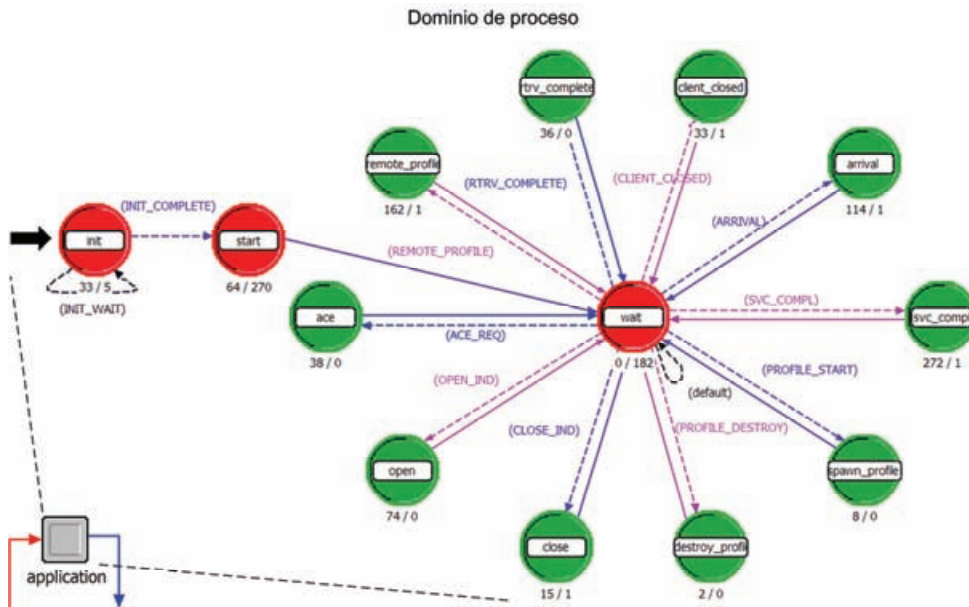 Dominio de proceso
rtrv_complete
36 / 0
client_closed
33 / 1
remote_profil
162 / 1
arrival
114 / 1
(RTRV_COMPLETE)
(CLIENT_CLOSED)
(INIT_COMPLETE)
(ARRIVAL)
init
33 / 5
(INIT_WAIT)
start
64 / 270
(REMOTE_PROFILE)
ace
38 / 0
(ACE_REQ)
wait
0 / 182
(SVC_COMPL)
svc_compl
272 / 1
(default)
(PROFILE_START)
(OPEN_IND)
(CLOSE_IND)
(PROFILE_DESTROY)
open
74 / 0
spawn_profile
8 / 0
close
15 / 1
destroy_profil
2 / 0
application